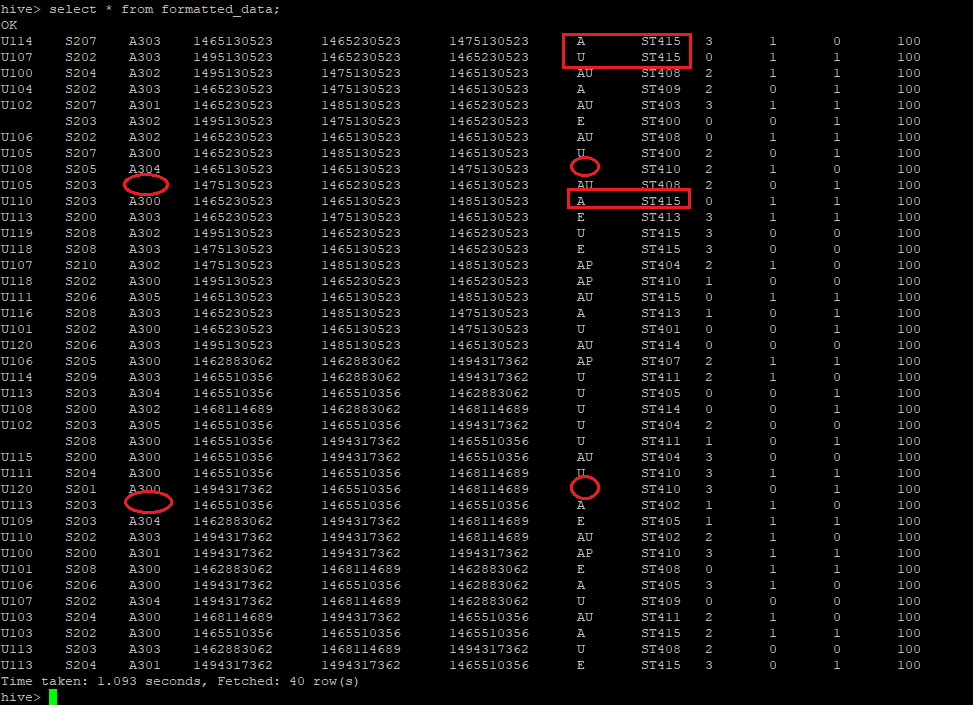 hive> select * from formatted_data;
OK
U114 S207 A303 1465130523 1465230523 1475130523 A ST415 3 1 0 100
U107 S202 A303 1495130523 1465230523 1465230523 U ST415 0 1 1 100
U100 S204 A302 1495130523 1475130523 1465130523 AU ST408 2 1 1 100
U104 S202 A303 1465230523 1475130523 1465230523 A ST409 2 0 1 100
U102 S207 A301 1465230523 1485130523 1465230523 AU ST403 3 1 1 100
S203 A302 1495130523 1475130523 1465230523 E ST400 0 0 1 100
U106 S202 A302 1465230523 1465130523 1465130523 AU ST408 0 1 1 100
U105 S207 A300 1465230523 1485130523 1465130523 U ST400 2 0 1 100
U108 S205 A304 1465130523 1465130523 1475130523 ST410 2 1 0 100
U105 S203 1475130523 1465230523 1465130523 AU ST408 2 0 1 100
U110 S203 A300 1465230523 1465130523 1485130523 A ST415 0 1 1 100
U113 S200 A303 1465130523 1475130523 1465130523 E ST413 3 1 1 100
U119 S208 A302 1495130523 1465130523 1465230523 U ST415 3 0 0 100
U118 S208 A303 1475130523 1465130523 1465230523 E ST415 3 0 0 100
U107 S210 A302 1475130523 1485130523 1485130523 AP ST404 2 1 0 100
U118 S202 A300 1495130523 1465230523 1465230523 AP ST410 1 0 0 100
U111 S206 A305 1465130523 1465130523 1485130523 AU ST415 0 1 1 100
U116 S208 A303 1465230523 1485130523 1475130523 A ST413 1 0 0 100
U101 S202 A300 1465230523 1465130523 1475130523 U ST401 0 0 1 100
U120 S206 A303 1495130523 1485130523 1465130523 AU ST414 0 0 0 100
U106 S205 A300 1462883062 1462883062 1494317362 AP ST407 2 1 1 100
U114 S209 A303 1465510356 1462883062 1494317362 U ST411 2 1 0 100
U113 S203 A304 1465510356 1465510356 1462883062 U ST405 0 0 1 100
U108 S200 A302 1468114689 1462883062 1468114689 U ST414 0 0 1 100
U102 S203 A305 1465510356 1465510356 1494317362 U ST404 2 0 0 100
S208 A300 1465510356 1494317362 1465510356 U ST411 1 0 1 100
U115 S200 A300 1465510356 1494317362 1465510356 AU ST404 3 0 0 100
U111 S204 A300 1465510356 1465510356 1468114689 U ST410 3 1 1 100
U120 S201 A300 1494317362 1465510356 1468114689 ST410 3 0 1 100
U113 S203 1465510356 1465510356 1465510356 A ST402 1 1 0 100
U109 S203 A304 1462883062 1494317362 1468114689 E ST405 1 1 1 100
U110 S202 A303 1494317362 1494317362 1468114689 AU ST402 2 1 0 100
U100 S200 A301 1494317362 1465510356 1494317362 AP ST410 3 1 1 100
U101 S208 A300 1462883062 1468114689 1462883062 E ST408 0 1 1 100
U106 S206 A300 1494317362 1465510356 1462883062 A ST405 3 1 0 100
U107 S202 A304 1494317362 1468114689 1462883062 U ST409 0 0 0 100
U103 S204 A300 1468114689 1494317362 1465510356 AU ST411 2 1 0 100
U103 S202 A300 1465510356 1465510356 1465510356 A ST415 2 1 1 100
U113 S203 A303 1462883062 1494317362 1468114689 U ST408 2 0 0 100
U113 S204 A301 1494317362 1494317362 1465510356 E ST415 3 0 1 100
Time taken: 1.093 seconds, Fetched: 40 row(s)
hive>